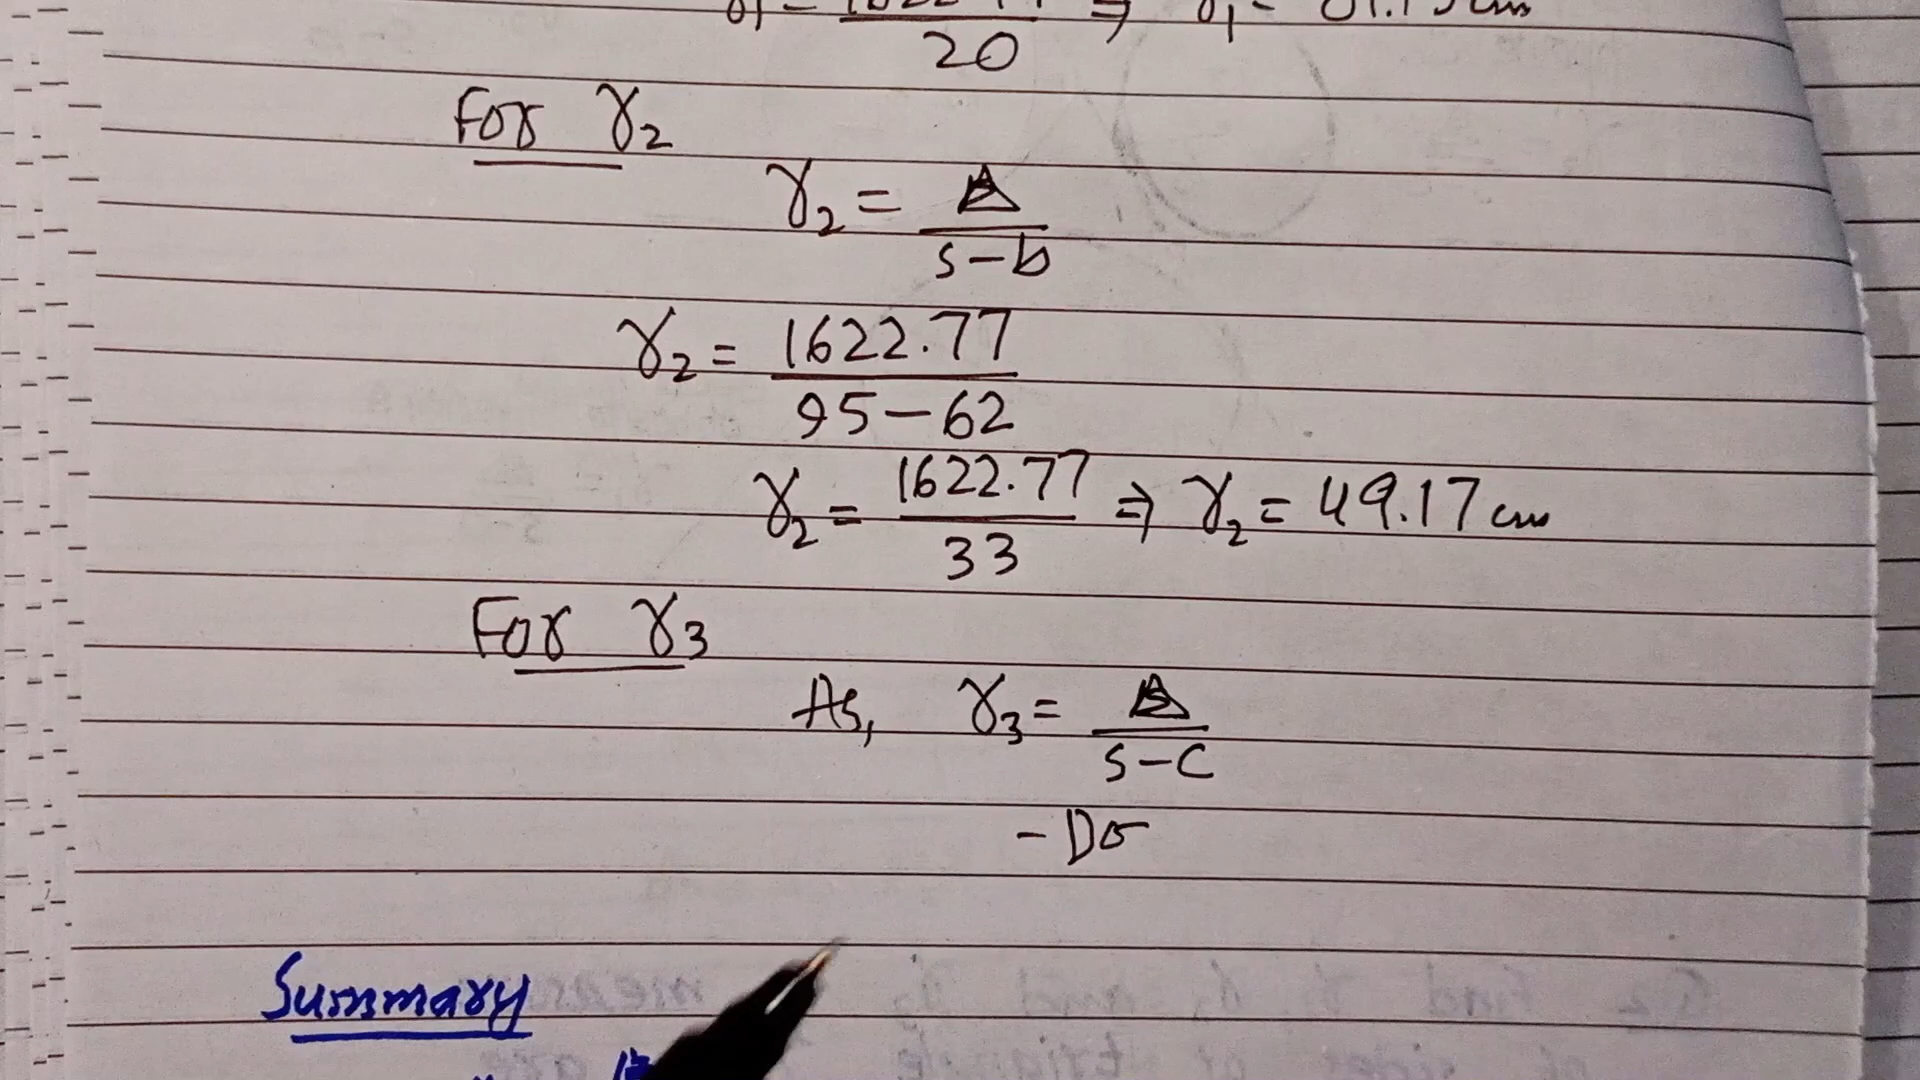 20
For r₂
r₂ = Δ / s-b
r₂ = 1622.77 / 95-62
r₂ = 1622.77 / 33 ⇒ r₂ = 49.17 cm
For r₃
As, r₃ = Δ / s-c
- Do
Summary